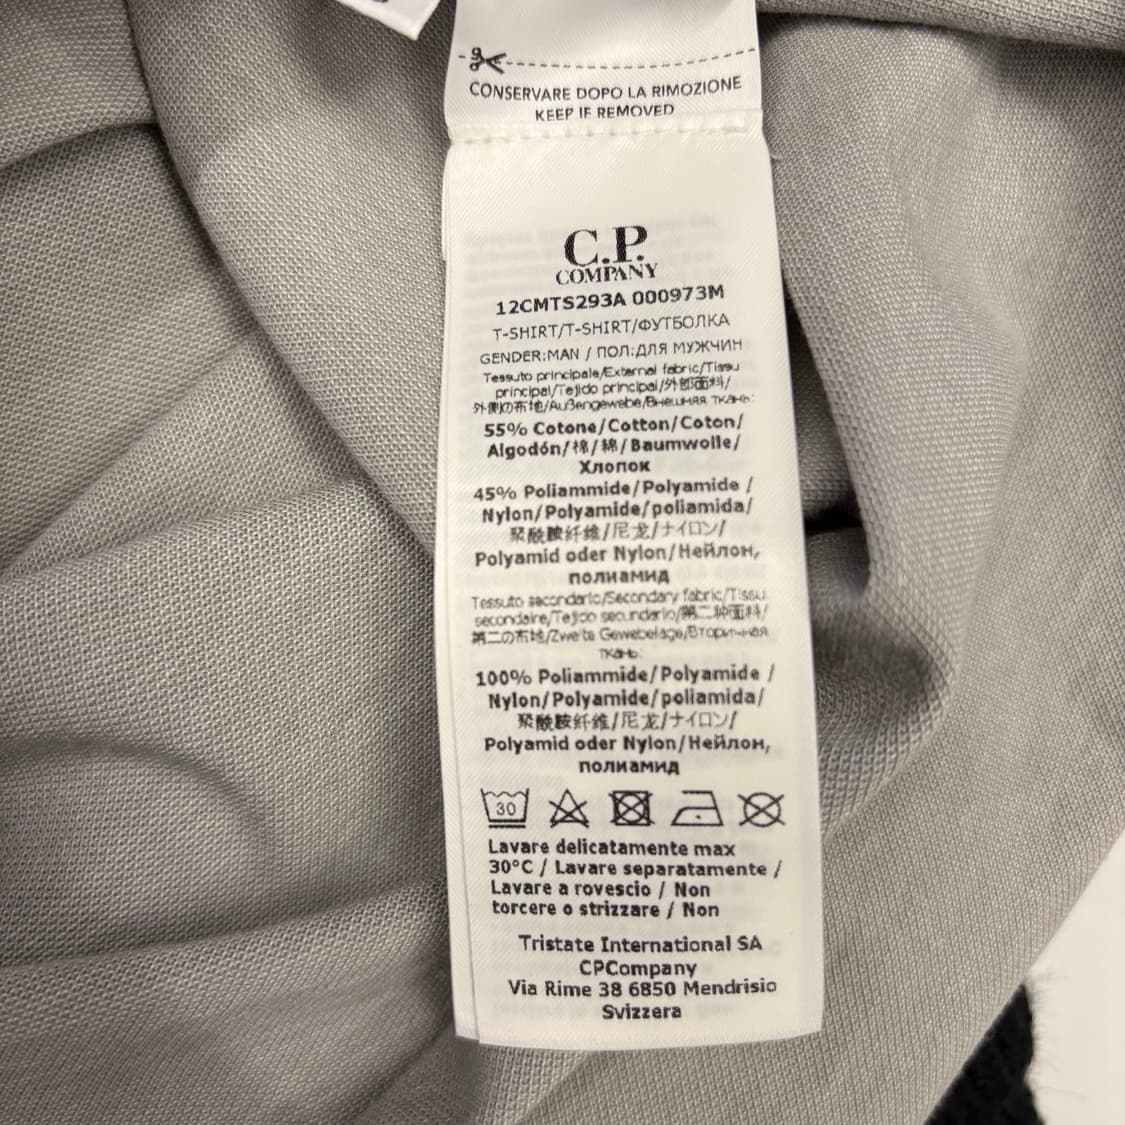 CONSERVARE DOPO LA RIMOZIONE
KEEP IF REMOVED
C.P.
COMPANY
12CMTS293A 000973M
T-SHIRT/T-SHIRT/ФУТБОЛКА
GENDER:MAN / ПОЛ:ДЛЯ МУЖЧИН
Tessuto principale/External fabric/Tissu
principal/Tejido principal/外部面料/
外側の布地/Außengewebe/Внешняя ткань:
55% Cotone/Cotton/Coton/
Algodón/棉/綿/Baumwolle/
Хлопок
45% Poliammide/Polyamide /
Nylon/Polyamide/poliamida/
聚酰胺纤维/尼龙/ナイロン/
Polyamid oder Nylon/Нейлон,
полиамид
Tessuto secondario/Secondary fabric/Tissu
secondaire/Tejido secundario/第二种面料/
第二の布地/Zweite Gewebelage/Вторичная
ткань:
100% Poliammide/Polyamide /
Nylon/Polyamide/poliamida/
聚酰胺纤维/尼龙/ナイロン/
Polyamid oder Nylon/Нейлон,
полиамид
30
Lavare delicatamente max
30°C / Lavare separatamente /
Lavare a rovescio / Non
torcere o strizzare / Non
Tristate International SA
CPCompany
Via Rime 38 6850 Mendrisio
Svizzera